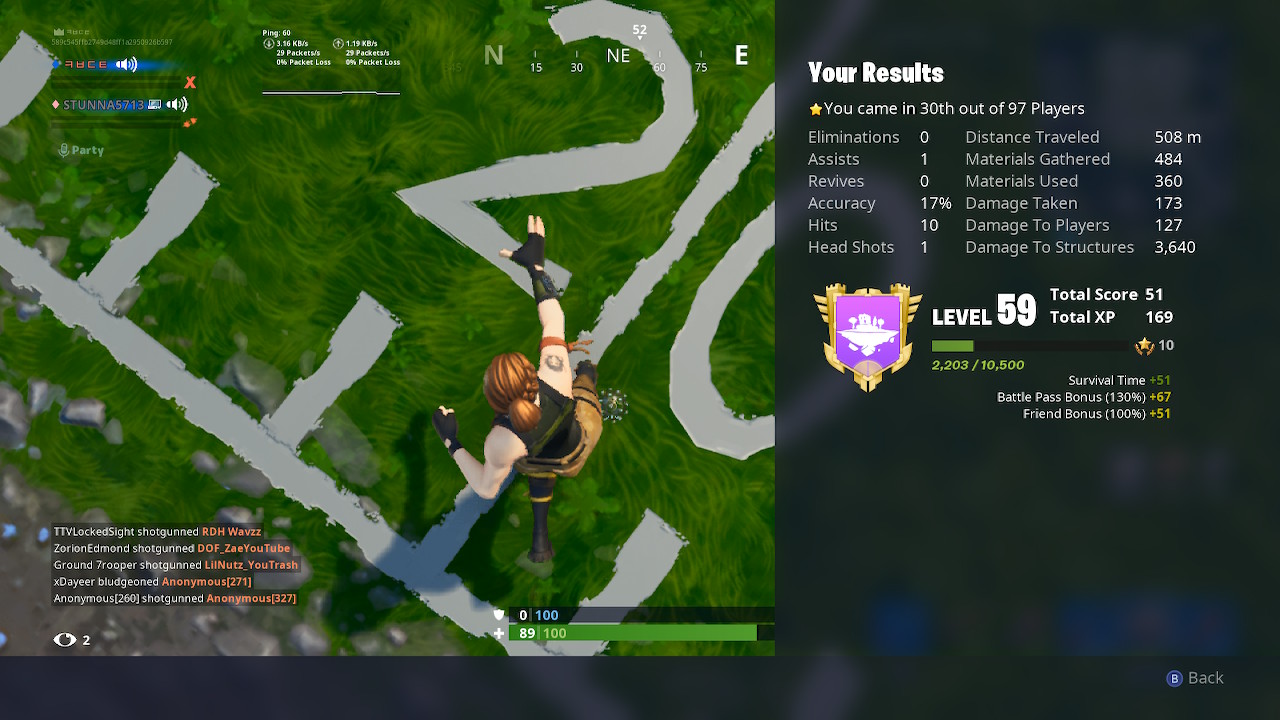 Ping: 60
3.16 KB/s 1.19 KB/s
29 Packets/s 29 Packets/s
0% Packet Loss 0% Packet Loss
52
N 15 30 NE 60 75 E
STUNNA5713
Party
Your Results
You came in 30th out of 97 Players
Eliminations 0 Distance Traveled 508 m
Assists 1 Materials Gathered 484
Revives 0 Materials Used 360
Accuracy 17% Damage Taken 173
Hits 10 Damage To Players 127
Head Shots 1 Damage To Structures 3,640
LEVEL 59
Total Score 51
Total XP 169
10
2,203 / 10,500
Survival Time +51
Battle Pass Bonus (130%) +67
Friend Bonus (100%) +51
TTVLockedSight shotgunned RDH Wavzz
ZorionEdmond shotgunned DOF_ZaeYouTube
Ground 7rooper shotgunned LilNutz_YouTrash
xDayeer bludgeoned Anonymous[271]
Anonymous[260] shotgunned Anonymous[327]
2
0 | 100
89 | 100
B Back